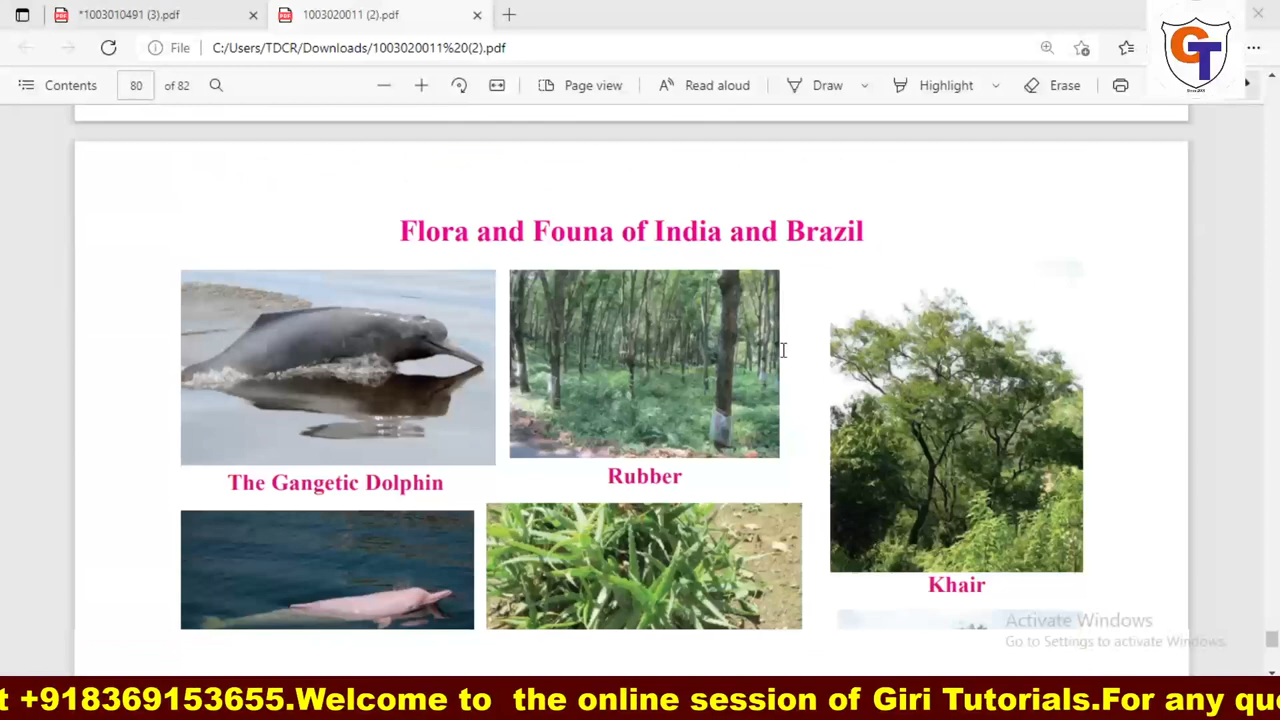 *1003010491 (3).pdf
1003020011 (2).pdf
File C:/Users/TDCR/Downloads/1003020011%20(2).pdf
Contents 80 of 82 Page view Read aloud Draw Highlight Erase
GT
Flora and Founa of India and Brazil
The Gangetic Dolphin
Rubber
Khair
Activate Windows
Go to Settings to activate Windows.
t +918369153655.Welcome to the online session of Giri Tutorials.For any qu